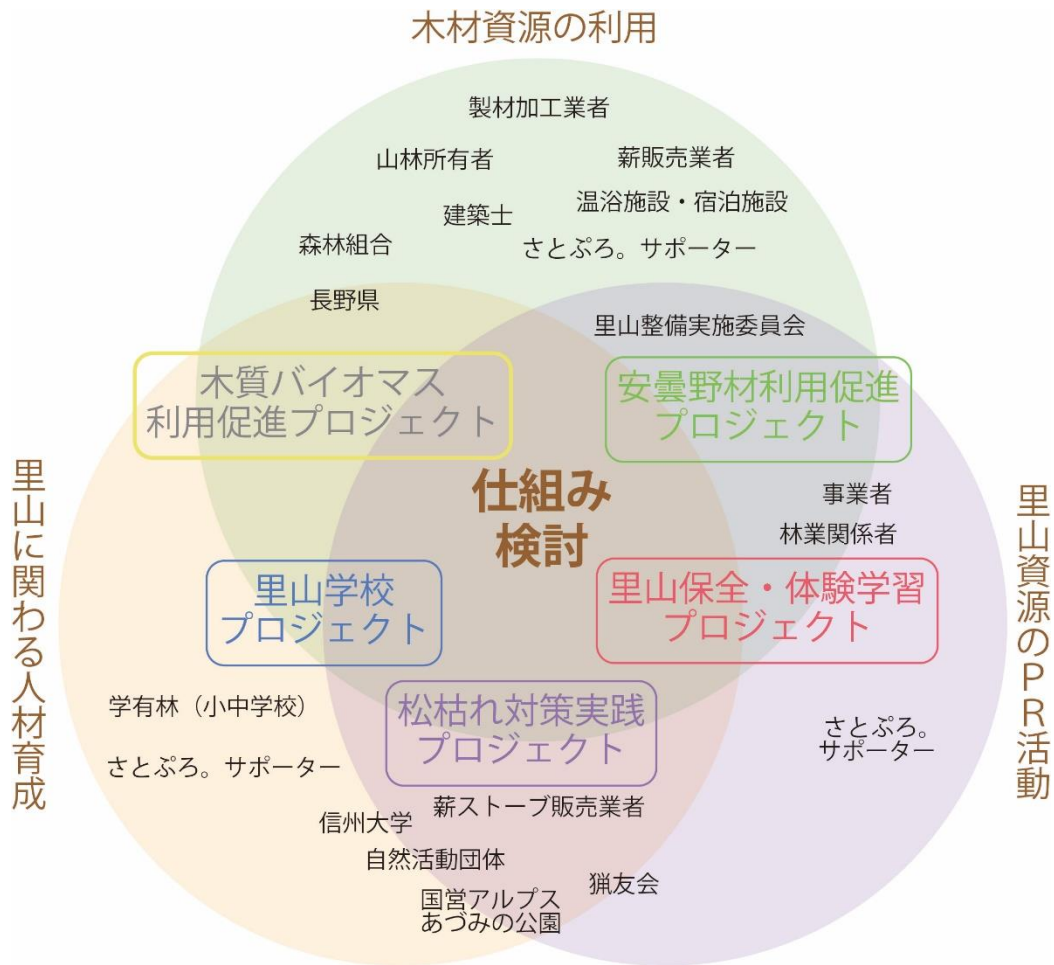 木材資源の利用
製材加工業者
山林所有者
薪販売業者
建築士
温浴施設・宿泊施設
森林組合
さとぷろ。サポーター
長野県
里山整備実施委員会
木質バイオマス
利用促進プロジェクト
安曇野材利用促進
プロジェクト
里山に関わる人材育成
仕組み
検討
里山資源のＰＲ活動
事業者
林業関係者
里山学校
プロジェクト
里山保全・体験学習
プロジェクト
学有林（小中学校）
松枯れ対策実践
プロジェクト
さとぷろ。
サポーター
さとぷろ。サポーター
薪ストーブ販売業者
信州大学
自然活動団体
猟友会
国営アルプス
あづみの公園